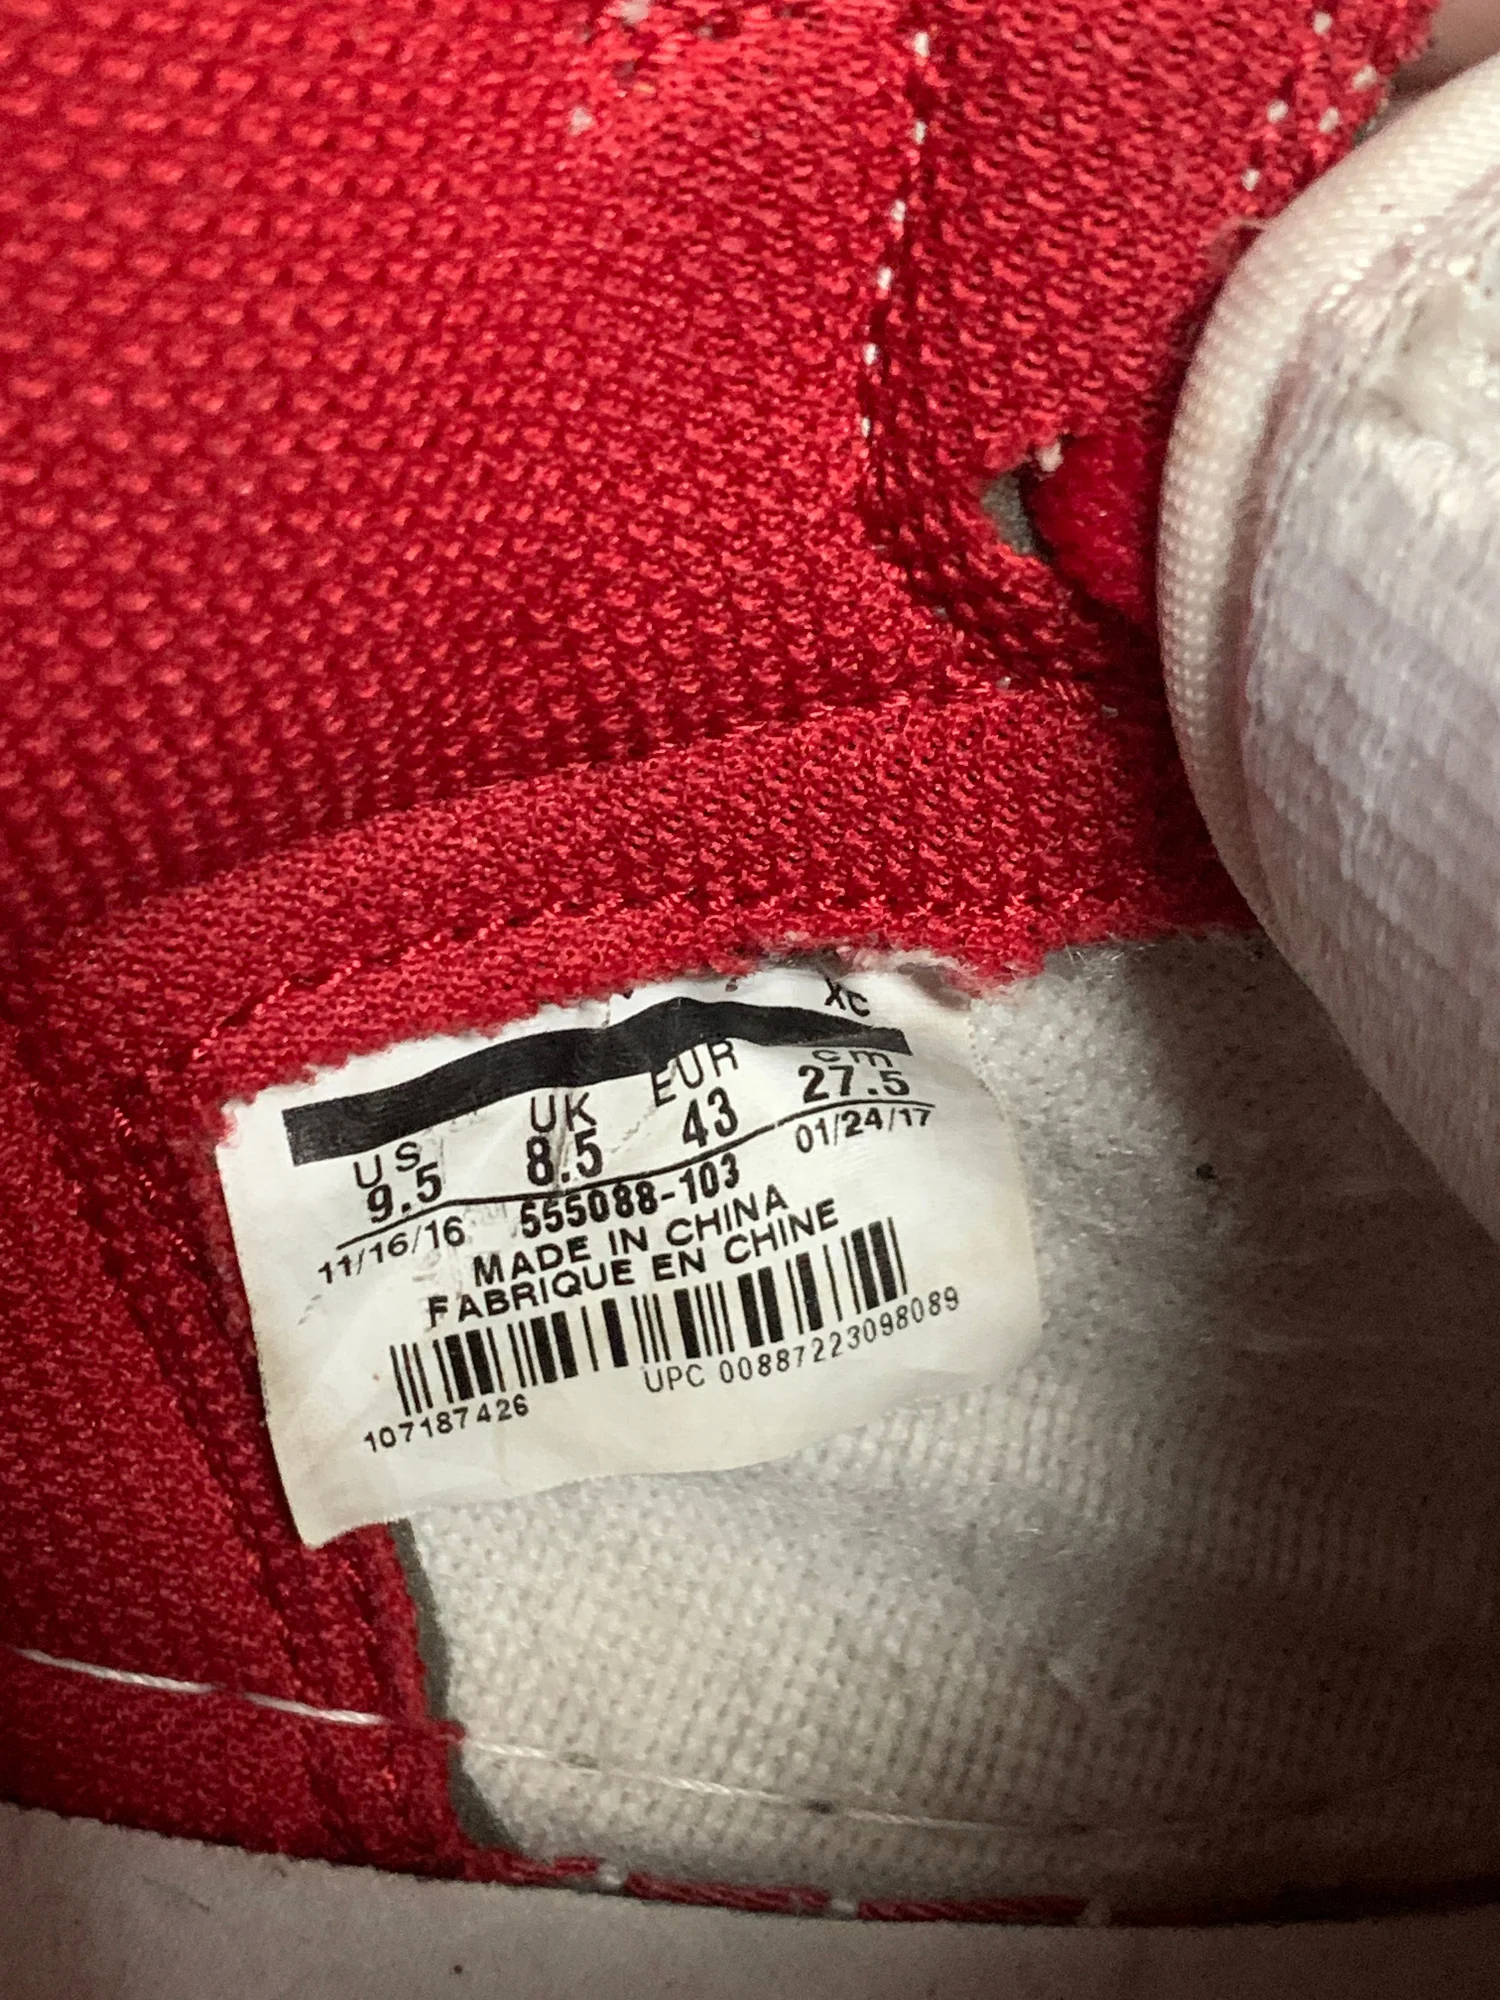 XC
US UK EUR cm
9.5 8.5 43 27.5
11/16/16 555088-103 01/24/17
MADE IN CHINA
FABRIQUE EN CHINE
107187426 UPC 00887223098089